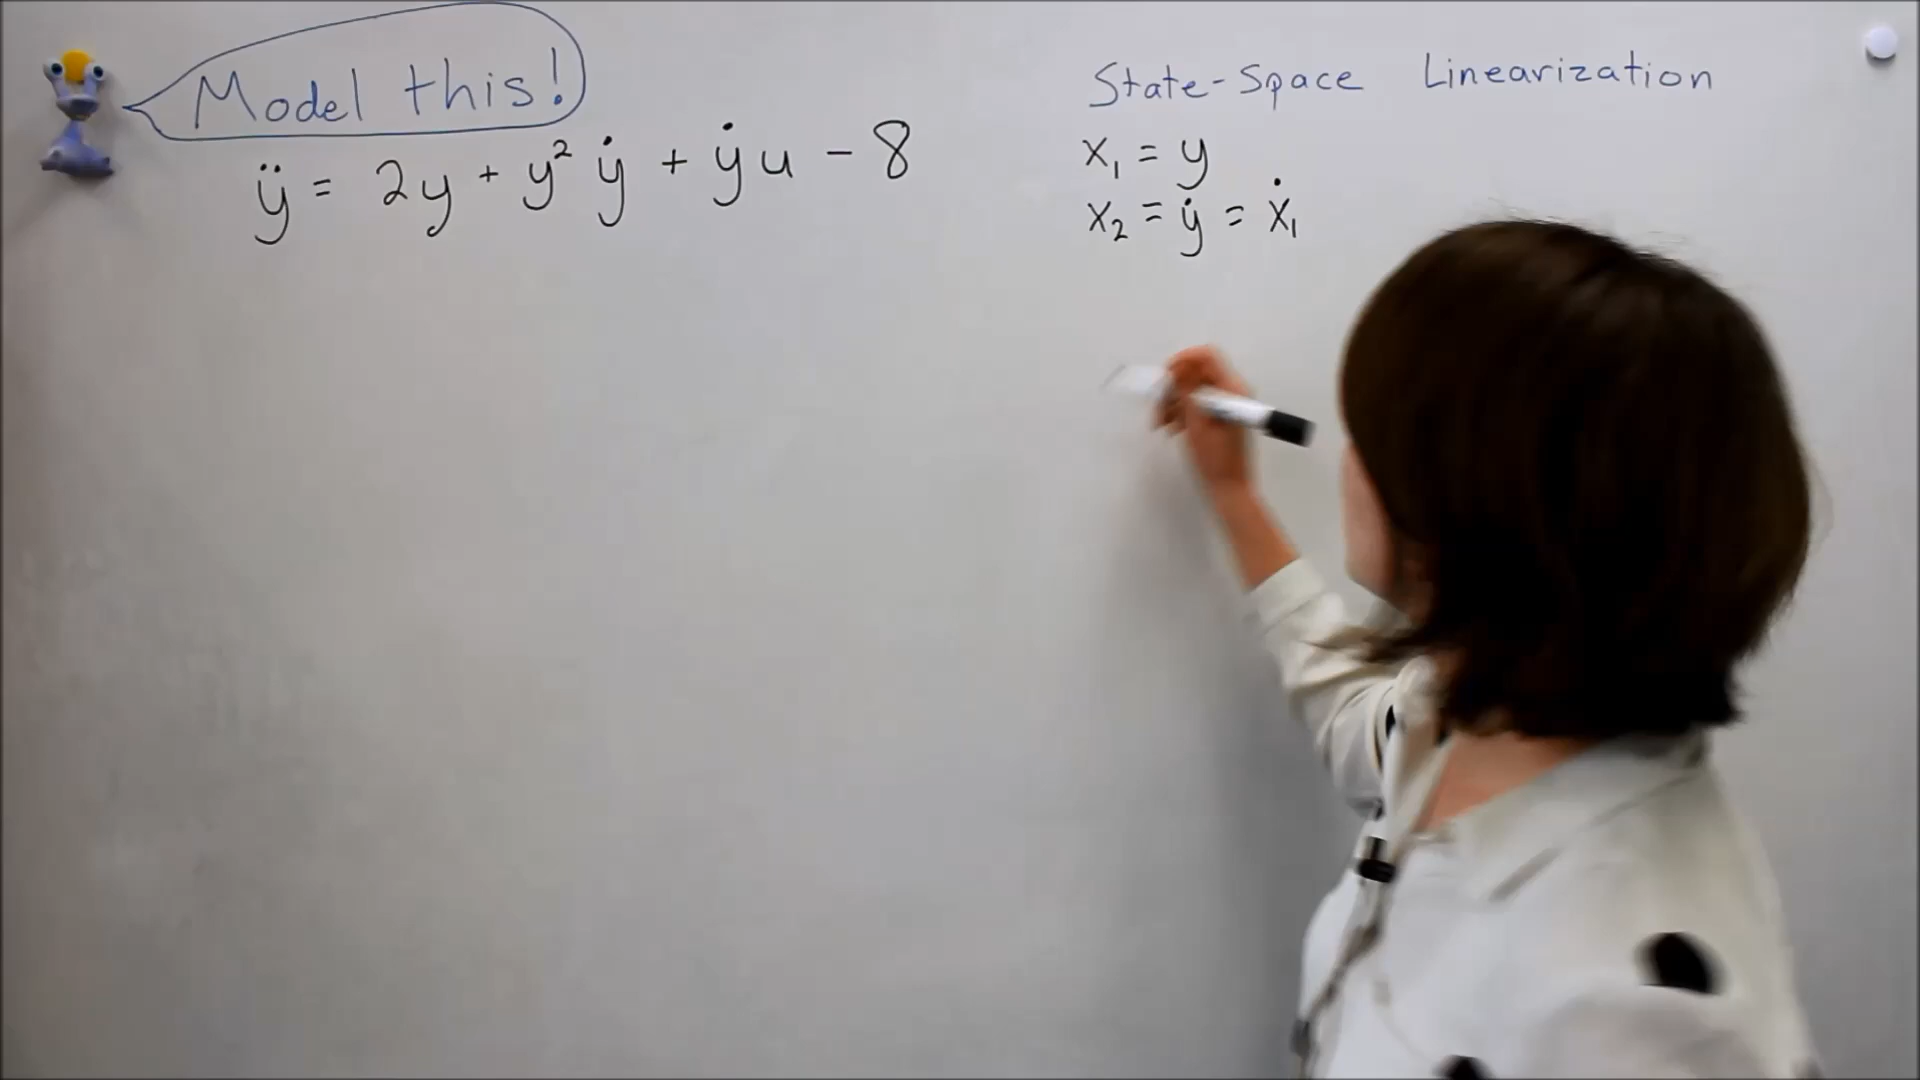 Model this!
ÿ = 2y + y² ẏ + ẏu - 8
State-Space Linearization
x₁ = y
x₂ = ẏ = ẋ₁